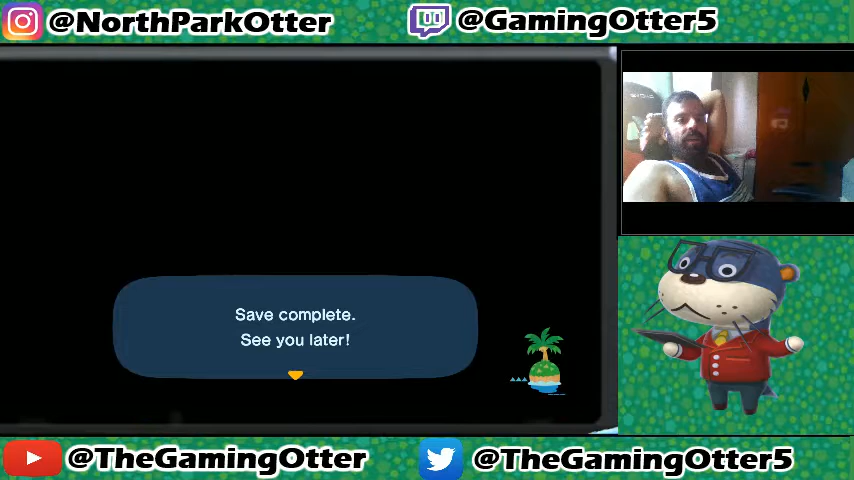 @NorthParkOtter
@GamingOtter5
Save complete.
See you later!
@TheGamingOtter
@TheGamingOtter5